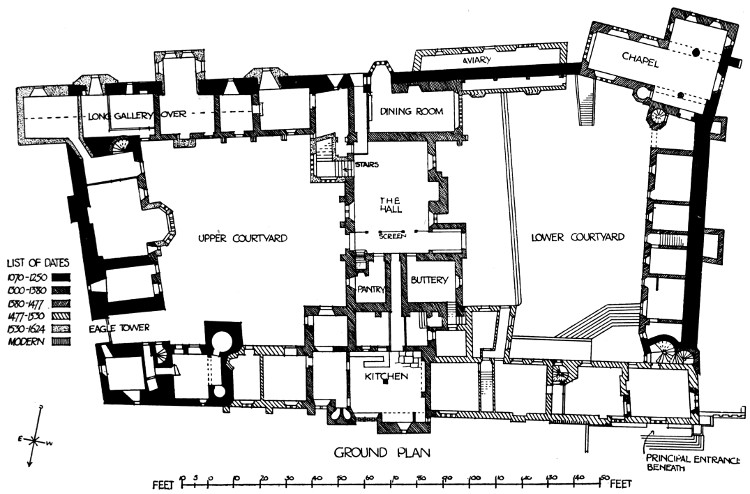 AVIARY
CHAPEL
LONG GALLERY OVER
DINING ROOM
STAIRS
THE
HALL
UPPER COURTYARD
SCREEN
LOWER COURTYARD
LIST OF DATES
1070-1250
1300-1380
1380-1477
1477-1530
1530-1624
MODERN
PANTRY
BUTTERY
EAGLE TOWER
KITCHEN
E
W
GROUND PLAN
PRINCIPAL ENTRANCE
BENEATH
FEET 10 5 0 10 20 30 40 50 60 70 80 90 100 110 120 130 140 150 FEET